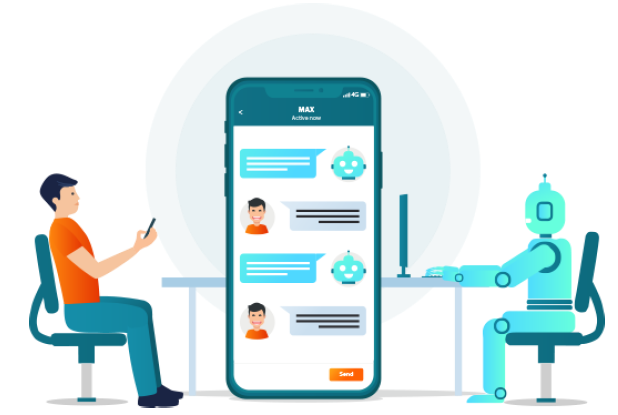 4G
<
MAX
Active now
Send